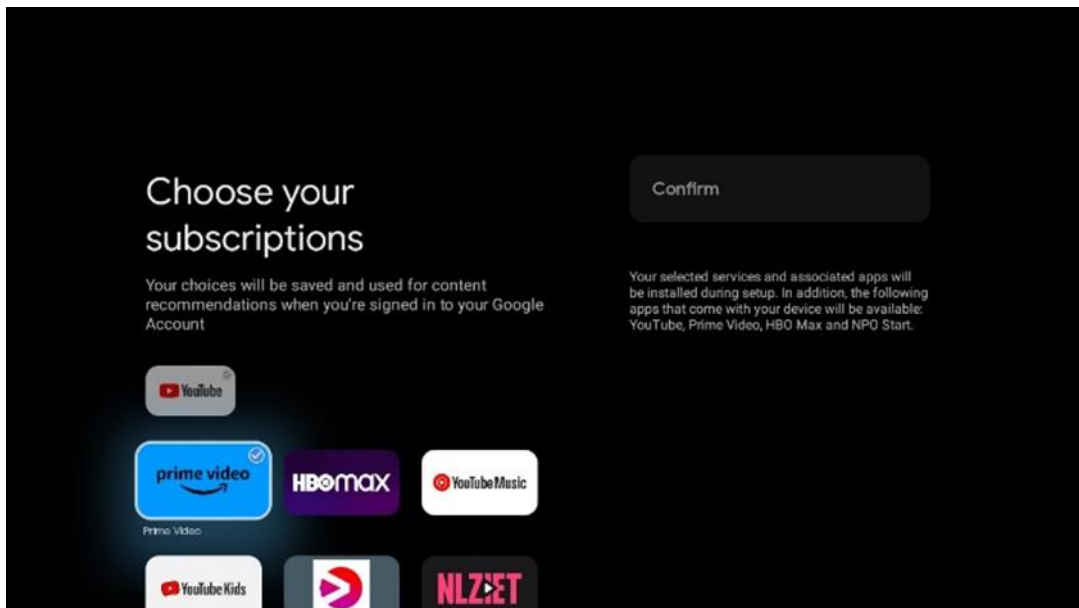 Choose your
subscriptions
Your choices will be saved and used for content
recommendations when you're signed in to your Google
Account
YouTube
prime video
HBOmax
YouTube Music
Prime Video
YouTube Kids
NLZIET
Confirm
Your selected services and associated apps will
be installed during setup. In addition, the following
apps that come with your device will be available:
YouTube, Prime Video, HBO Max and NPO Start.